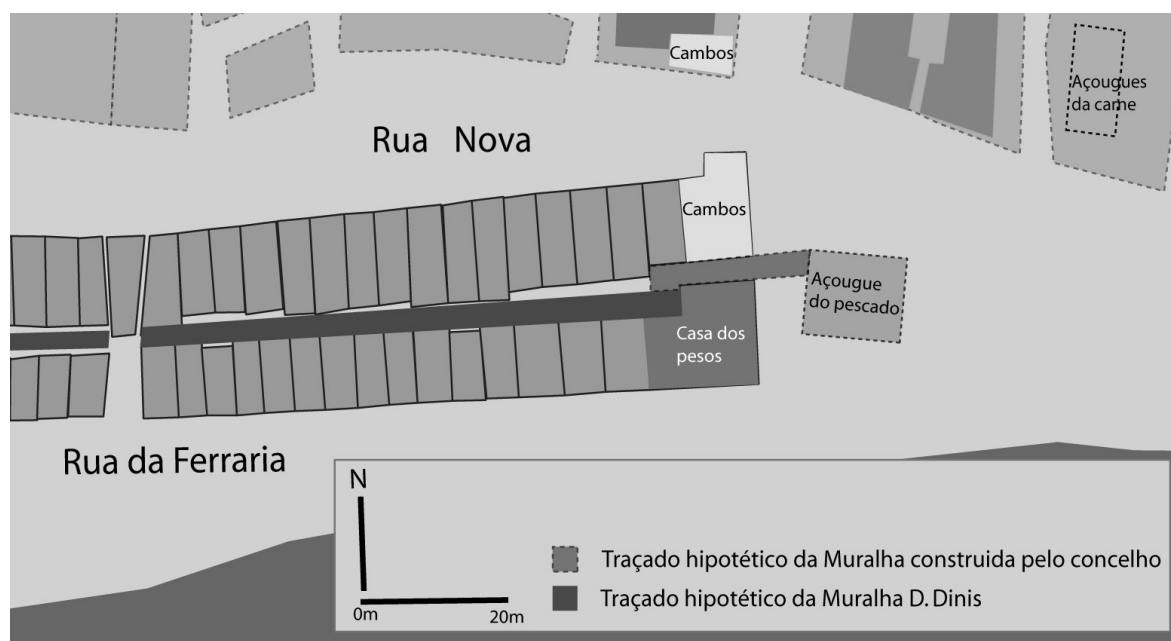 Cambos
Açougues
da carne
Rua Nova
Cambos
Açougue
do pescado
Casa dos
pesos
Rua da Ferraria
N
0m 20m
Traçado hipotético da Muralha construida pelo concelho
Traçado hipotético da Muralha D. Dinis